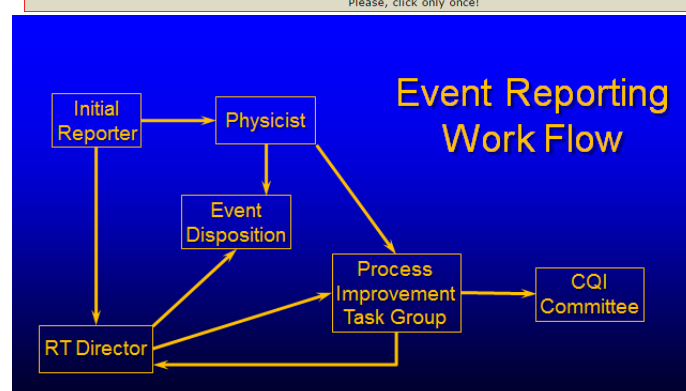 Please, click only once!
Event Reporting
Work Flow
Initial
Reporter
Physicist
Event
Disposition
Process
Improvement
Task Group
CQI
Committee
RT Director